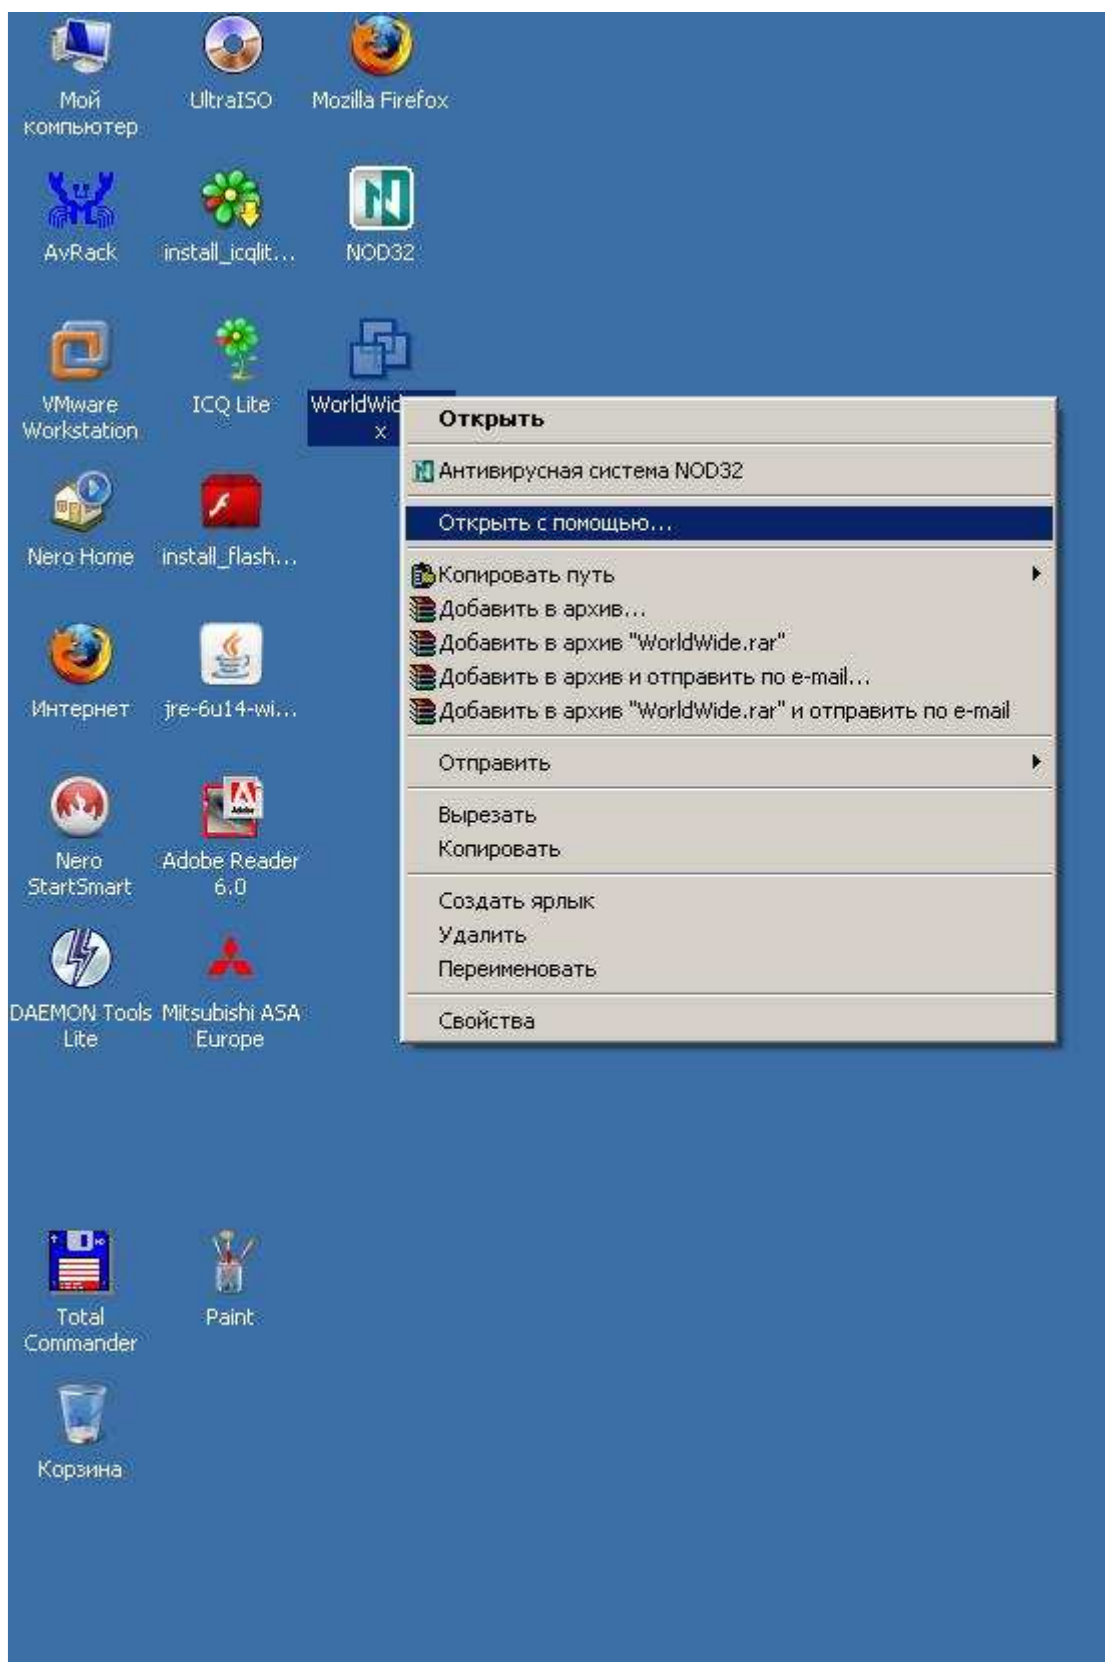 Мой
компьютер
UltraISO
Mozilla Firefox
AvRack
install_icqlit...
NOD32
VMware
Workstation
ICQ Lite
WorldWid
x
Nero Home
install_flash...
Интернет
jre-6u14-wi...
Nero
StartSmart
Adobe Reader
6.0
DAEMON Tools
Lite
Mitsubishi ASA
Europe
Total
Commander
Paint
Корзина
Открыть
Антивирусная система NOD32
Открыть с помощью...
Копировать путь
Добавить в архив...
Добавить в архив "WorldWide.rar"
Добавить в архив и отправить по e-mail...
Добавить в архив "WorldWide.rar" и отправить по e-mail
Отправить
Вырезать
Копировать
Создать ярлык
Удалить
Переименовать
Свойства